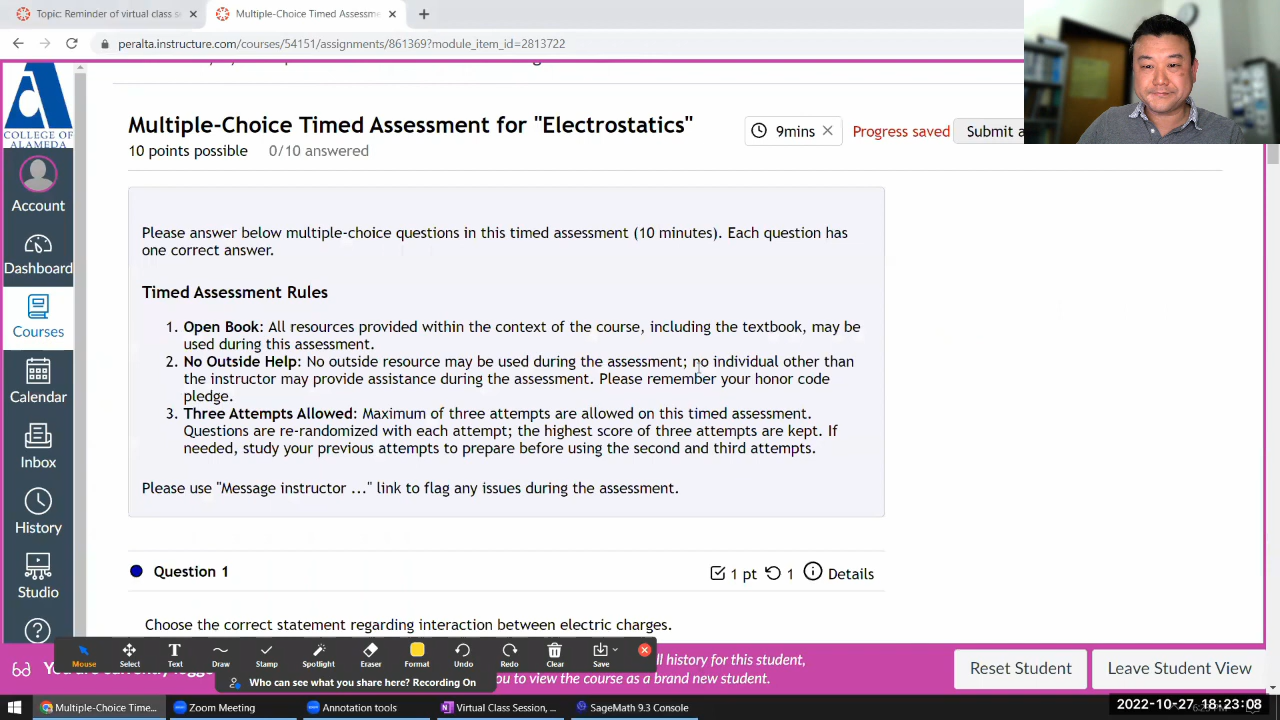 Topic: Reminder of virtual class s
Multiple-Choice Timed Assessme
peralta.instructure.com/courses/54151/assignments/861369?module_item_id=2813722
COLLEGE OF
ALAMEDA
Account
Dashboard
Courses
Calendar
Inbox
History
Studio
Multiple-Choice Timed Assessment for "Electrostatics"
9mins
Progress saved
Submit a
10 points possible 0/10 answered
Please answer below multiple-choice questions in this timed assessment (10 minutes). Each question has
one correct answer.
Timed Assessment Rules
1. Open Book: All resources provided within the context of the course, including the textbook, may be
used during this assessment.
2. No Outside Help: No outside resource may be used during the assessment; no individual other than
the instructor may provide assistance during the assessment. Please remember your honor code
pledge.
3. Three Attempts Allowed: Maximum of three attempts are allowed on this timed assessment.
Questions are re-randomized with each attempt; the highest score of three attempts are kept. If
needed, study your previous attempts to prepare before using the second and third attempts.
Please use "Message instructor ..." link to flag any issues during the assessment.
Question 1
1 pt 1 Details
Choose the correct statement regarding interaction between electric charges.
Mouse Select Text Draw Stamp Spotlight Eraser Format Undo Redo Clear Save
Who can see what you share here? Recording On
ll history for this student,
ou to view the course as a brand new student.
Reset Student
Leave Student View
Multiple-Choice Time...
Zoom Meeting
Annotation tools
Virtual Class Session, ...
SageMath 9.3 Console
2022-10-27 18:23:08